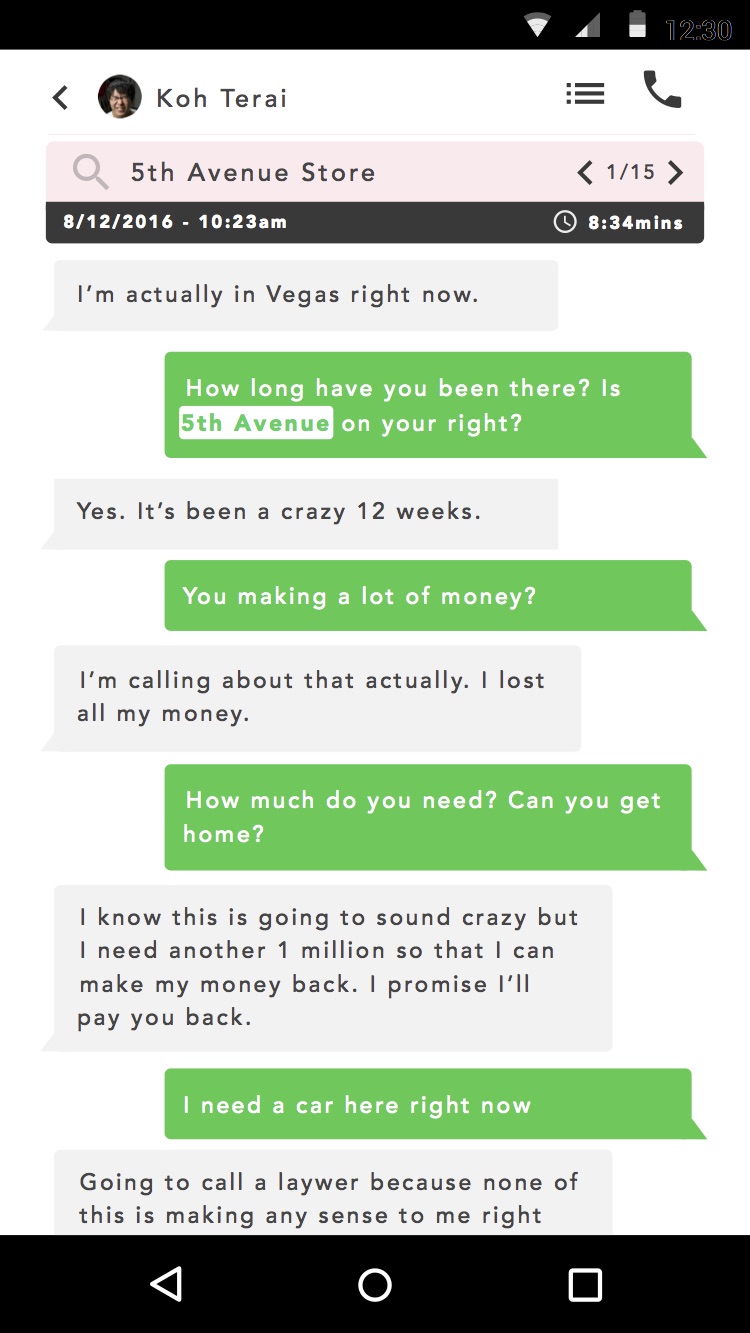 12:30
Koh Terai
5th Avenue Store 1/15
8/12/2016 - 10:23am 8:34mins
I'm actually in Vegas right now.
How long have you been there? Is
5th Avenue on your right?
Yes. It's been a crazy 12 weeks.
You making a lot of money?
I'm calling about that actually. I lost
all my money.
How much do you need? Can you get
home?
I know this is going to sound crazy but
I need another 1 million so that I can
make my money back. I promise I'll
pay you back.
I need a car here right now
Going to call a laywer because none of
this is making any sense to me right